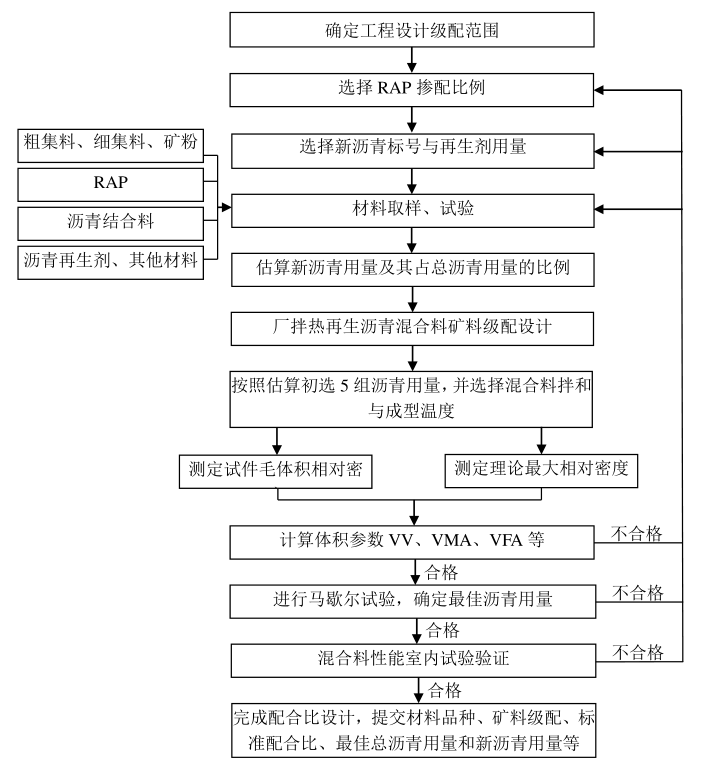 确定工程设计级配范围
选择 RAP 掺配比例
选择新沥青标号与再生剂用量
粗集料、细集料、矿粉
RAP
沥青结合料
沥青再生剂、其他材料
材料取样、试验
估算新沥青用量及其占总沥青用量的比例
厂拌热再生沥青混合料矿料级配设计
按照估算初选 5 组沥青用量,并选择混合料拌和
与成型温度
测定试件毛体积相对密
测定理论最大相对密度
计算体积参数 VV、VMA、VFA 等
不合格
合格
进行马歇尔试验，确定最佳沥青用量
不合格
合格
混合料性能室内试验验证
不合格
合格
完成配合比设计，提交材料品种、矿料级配、标
准配合比、最佳总沥青用量和新沥青用量等